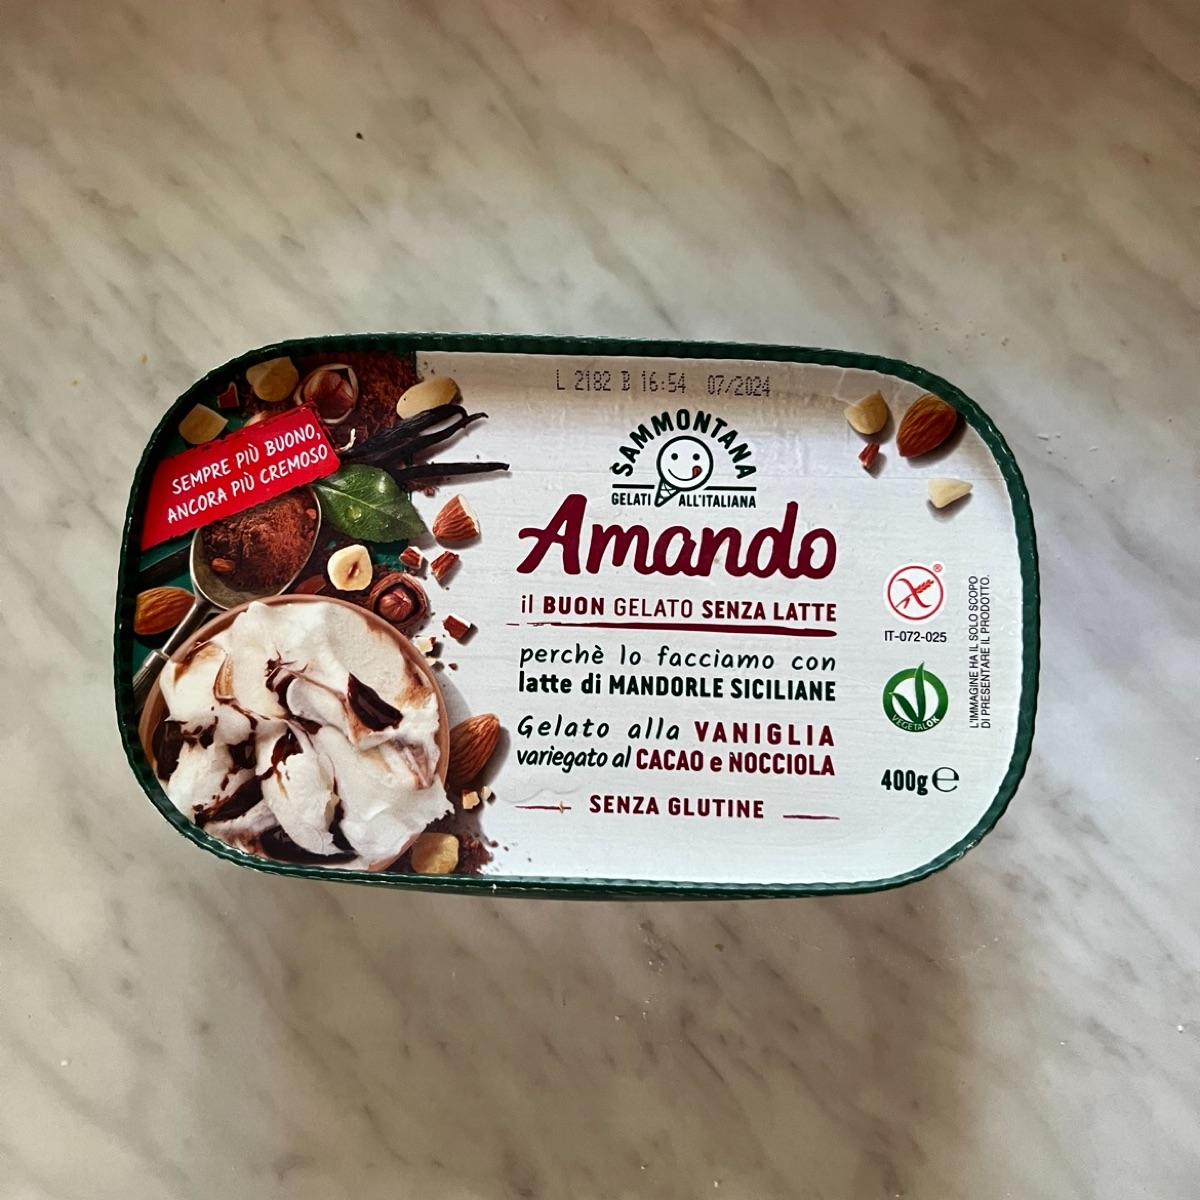 L 2182 B 16:54 07/2024
SEMPRE PIÙ BUONO,
ANCORA PIÙ CREMOSO
SAMMONTANA
GELATI ALL'ITALIANA
Amando
il BUON GELATO SENZA LATTE
perchè lo facciamo con
latte di MANDORLE SICILIANE
Gelato alla VANIGLIA
variegato al CACAO e NOCCIOLA
SENZA GLUTINE
®
IT-072-025
VEGETALOK
400g e
L'IMMAGINE HA IL SOLO SCOPO
DI PRESENTARE IL PRODOTTO.